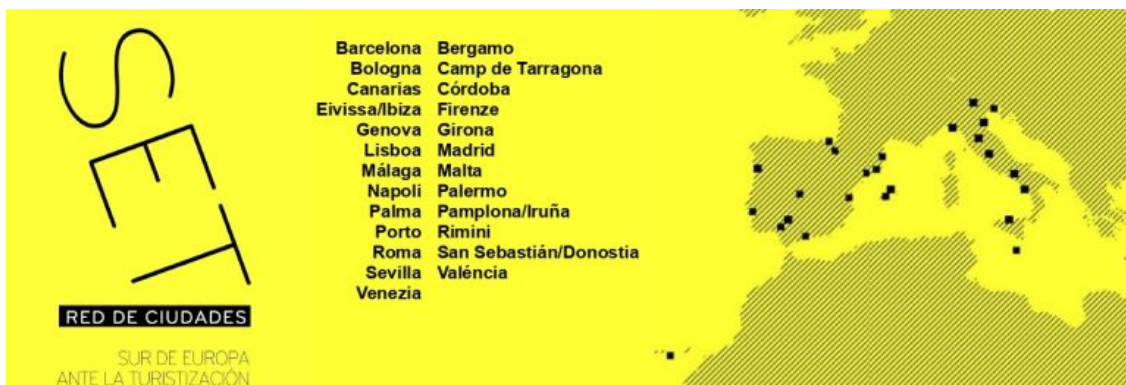 SET
RED DE CIUDADES
SUR DE EUROPA
ANTE LA TURISTIZACIÓN
Barcelona Bergamo
Bologna Camp de Tarragona
Canarias Córdoba
Eivissa/Ibiza Firenze
Genova Girona
Lisboa Madrid
Málaga Malta
Napoli Palermo
Palma Pamplona/Iruña
Porto Rimini
Roma San Sebastián/Donostia
Sevilla Valéncia
Venezia